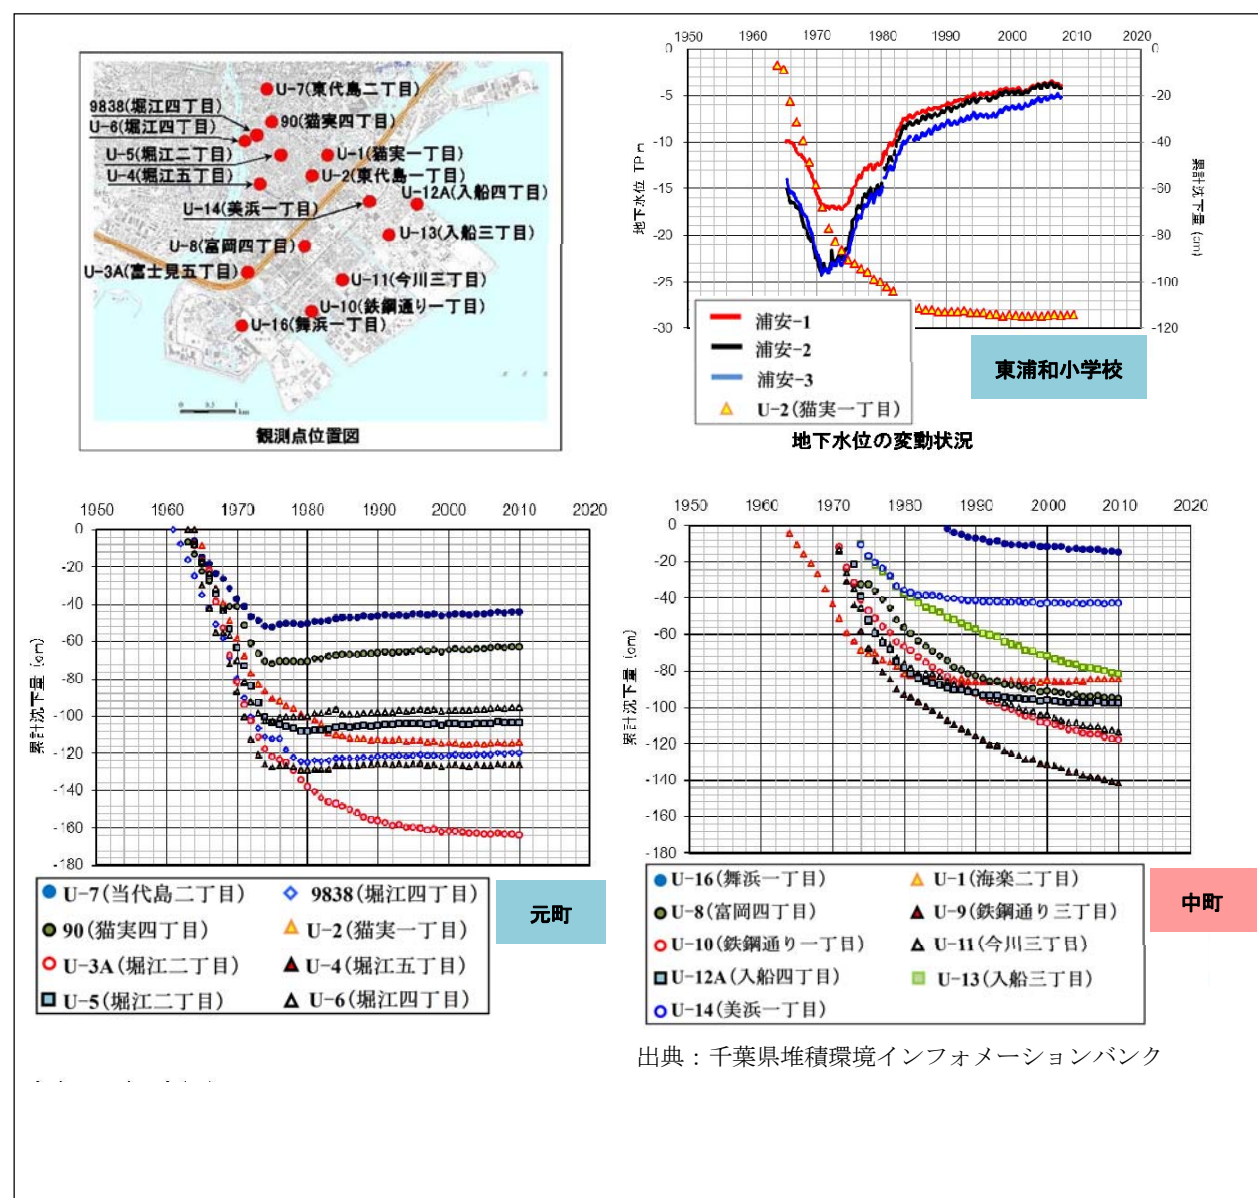 U-7(東代島二丁目)
9838(堀江四丁目)
90(猫実四丁目)
U-6(堀江四丁目)
U-5(堀江二丁目)
U-1(猫実一丁目)
U-4(堀江五丁目)
U-2(東代島一丁目)
U-12A(入船四丁目)
U-14(美浜一丁目)
U-13(入船三丁目)
U-8(富岡四丁目)
U-3A(富士見五丁目)
U-11(今川三丁目)
U-10(鉄鋼通り一丁目)
U-16(舞浜一丁目)
0 0.5 1
km
観測点位置図
1950 1960 1970 1980 1990 2000 2010 2020
0 -5 -10 -15 -20 -25 -30
地下水位 TPm
0 -20 -40 -60 -80 -100 -120
累計沈下量 (cm)
浦安-1
浦安-2
浦安-3
U-2(猫実一丁目)
東浦和小学校
地下水位の変動状況
1950 1960 1970 1980 1990 2000 2010 2020
0 -20 -40 -60 -80 -100 -120 -140 -160 -180
累計沈下量 (cm)
U-7(当代島二丁目) 9838(堀江四丁目)
90(猫実四丁目) U-2(猫実一丁目)
U-3A(堀江二丁目) U-4(堀江五丁目)
U-5(堀江二丁目) U-6(堀江四丁目)
元町
1950 1960 1970 1980 1990 2000 2010 2020
0 -20 -40 -60 -80 -100 -120 -140 -160 -180
累計沈下量 (cm)
U-16(舞浜一丁目) U-1(海楽二丁目)
U-8(富岡四丁目) U-9(鉄鋼通り三丁目)
U-10(鉄鋼通り一丁目) U-11(今川三丁目)
U-12A(入船四丁目) U-13(入船三丁目)
U-14(美浜一丁目)
中町
出典：千葉県堆積環境インフォメーションバンク